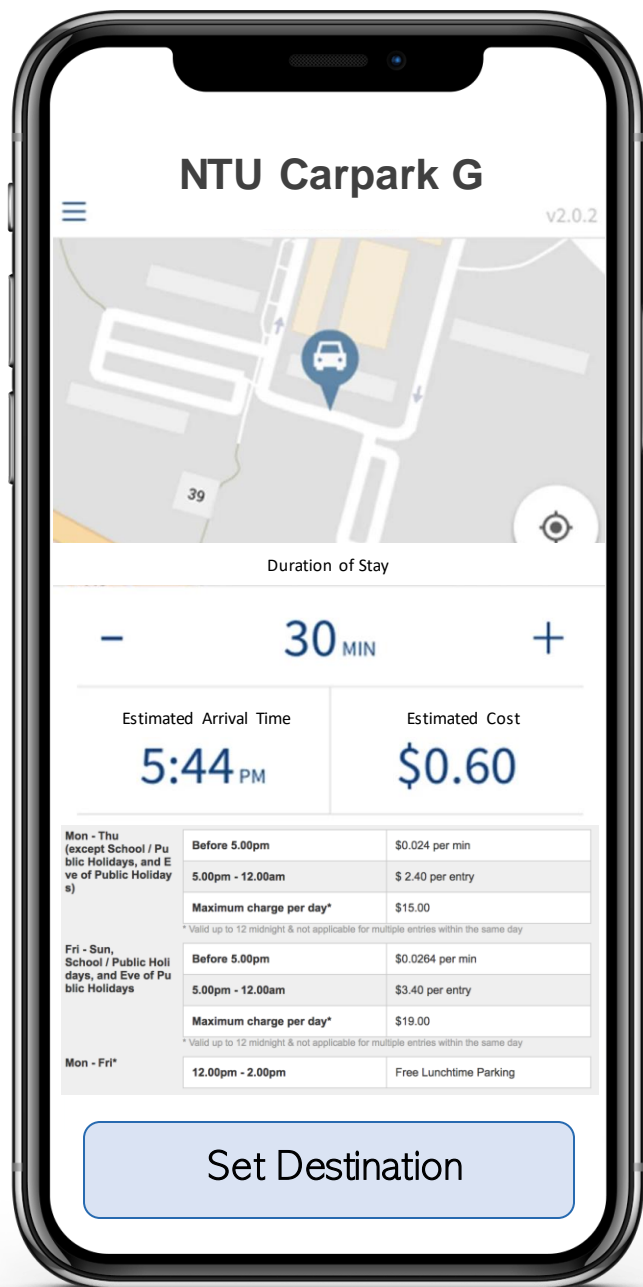 NTU Carpark G
v2.0.2
39
Duration of Stay
30 MIN
Estimated Arrival Time
Estimated Cost
5:44 PM
$0.60
Mon - Thu
(except School / Pu
blic Holidays, and E
ve of Public Holiday
s)
Before 5.00pm
$0.024 per min
5.00pm - 12.00am
$ 2.40 per entry
Maximum charge per day*
$15.00
* Valid up to 12 midnight & not applicable for multiple entries within the same day
Fri - Sun,
School / Public Holi
days, and Eve of Pu
blic Holidays
Before 5.00pm
$0.0264 per min
5.00pm - 12.00am
$3.40 per entry
Maximum charge per day*
$19.00
* Valid up to 12 midnight & not applicable for multiple entries within the same day
Mon - Fri*
12.00pm - 2.00pm
Free Lunchtime Parking
Set Destination